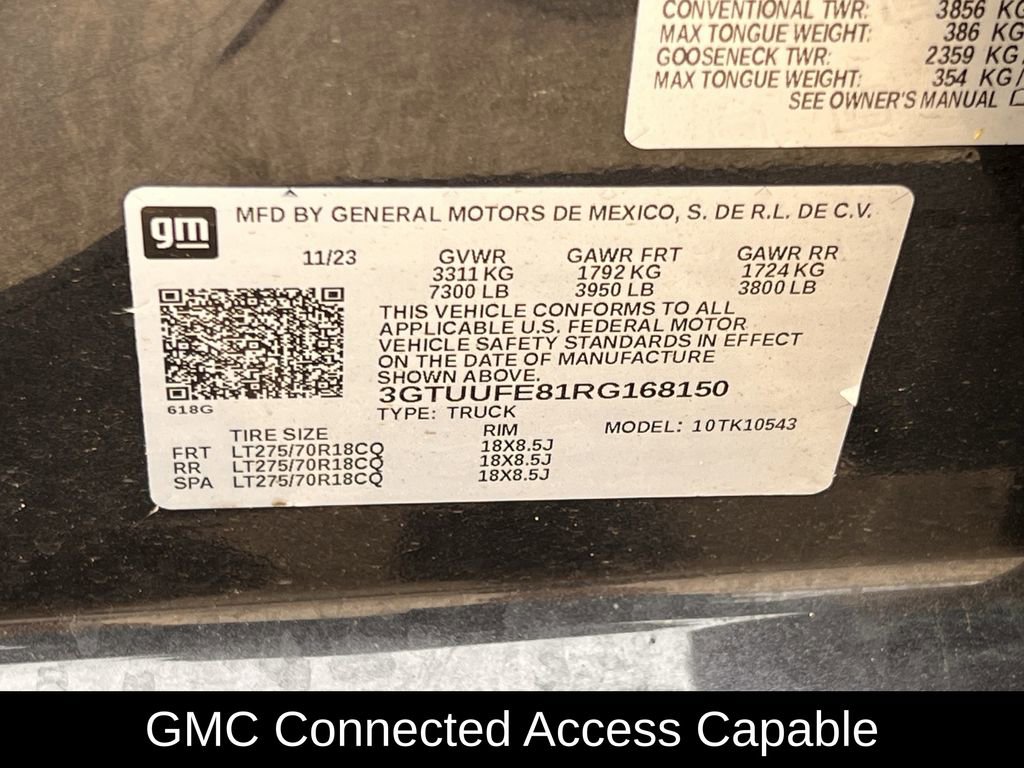 CONVENTIONAL TWR: 3856 KG
MAX TONGUE WEIGHT: 386 KG
GOOSENECK TWR: 2359 KG/
MAX TONGUE WEIGHT: 354 KG/
SEE OWNER'S MANUAL
gm
MFD BY GENERAL MOTORS DE MEXICO, S. DE R.L. DE C.V.
11/23 GVWR GAWR FRT GAWR RR
3311 KG 1792 KG 1724 KG
7300 LB 3950 LB 3800 LB
THIS VEHICLE CONFORMS TO ALL
APPLICABLE U.S. FEDERAL MOTOR
VEHICLE SAFETY STANDARDS IN EFFECT
ON THE DATE OF MANUFACTURE
SHOWN ABOVE.
3GTUUFE81RG168150
618G
TYPE: TRUCK MODEL: 10TK10543
TIRE SIZE RIM
FRT LT275/70R18CQ 18X8.5J
RR LT275/70R18CQ 18X8.5J
SPA LT275/70R18CQ 18X8.5J
GMC Connected Access Capable